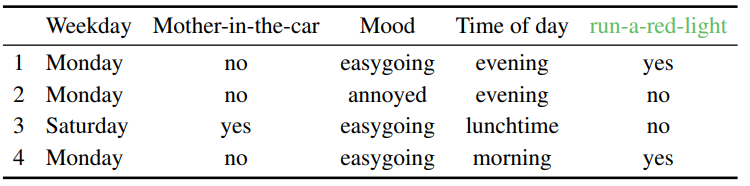 Weekday Mother-in-the-car Mood Time of day run-a-red-light
1 Monday no easygoing evening yes
2 Monday no annoyed evening no
3 Saturday yes easygoing lunchtime no
4 Monday no easygoing morning yes